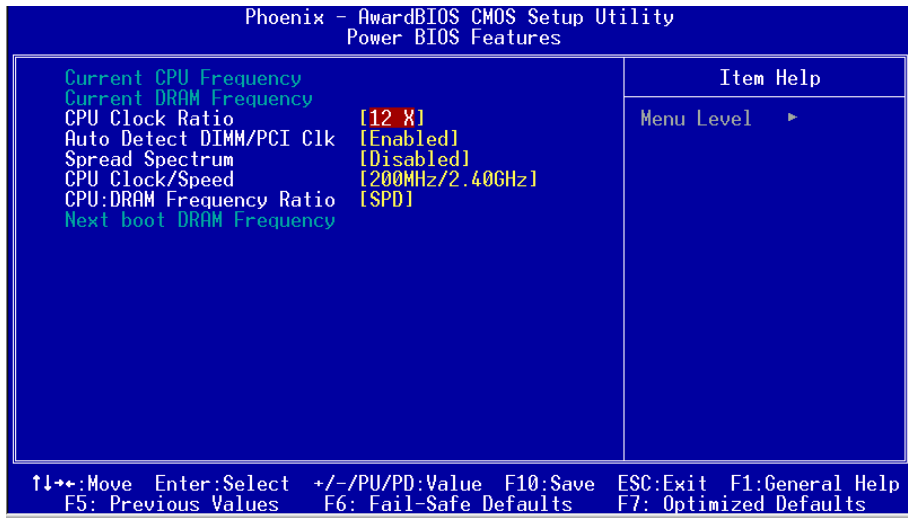 Phoenix - AwardBIOS CMOS Setup Utility
Power BIOS Features
Current CPU Frequency
Current DRAM Frequency
CPU Clock Ratio [12 X]
Auto Detect DIMM/PCI Clk [Enabled]
Spread Spectrum [Disabled]
CPU Clock/Speed [200MHz/2.40GHz]
CPU:DRAM Frequency Ratio [SPD]
Next boot DRAM Frequency
Item Help
Menu Level ►
↑↓→←:Move Enter:Select +/-/PU/PD:Value F10:Save ESC:Exit F1:General Help
F5: Previous Values F6: Fail-Safe Defaults F7: Optimized Defaults